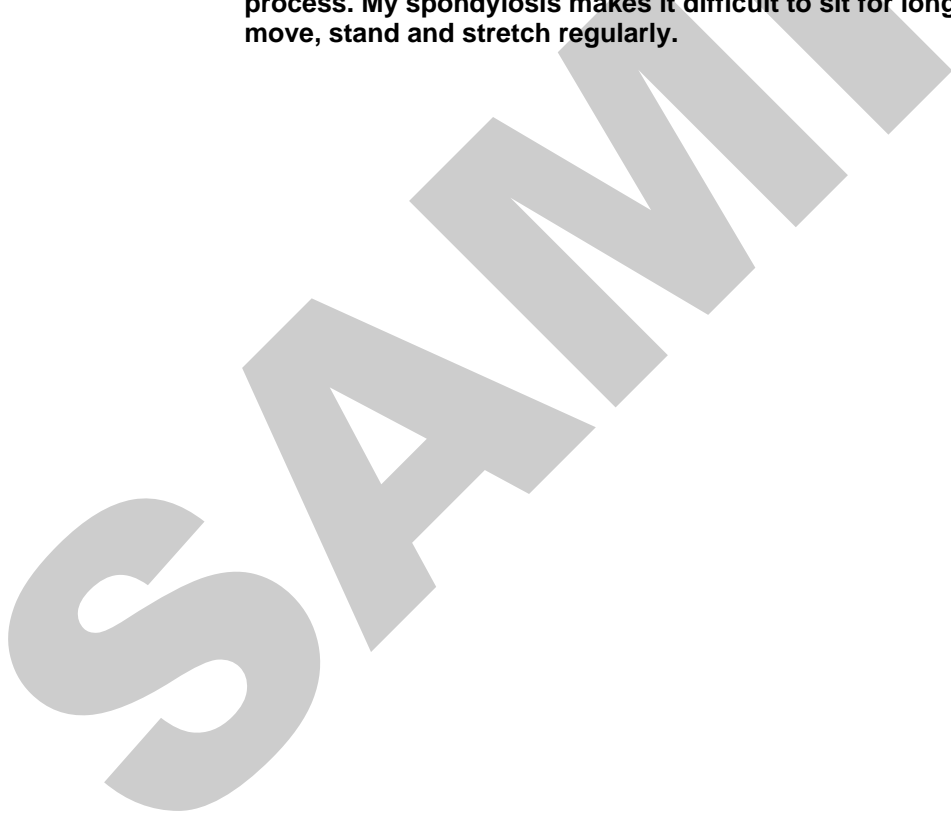 process. My spondylosis makes it difficult to sit for long
move, stand and stretch regularly.
SAM